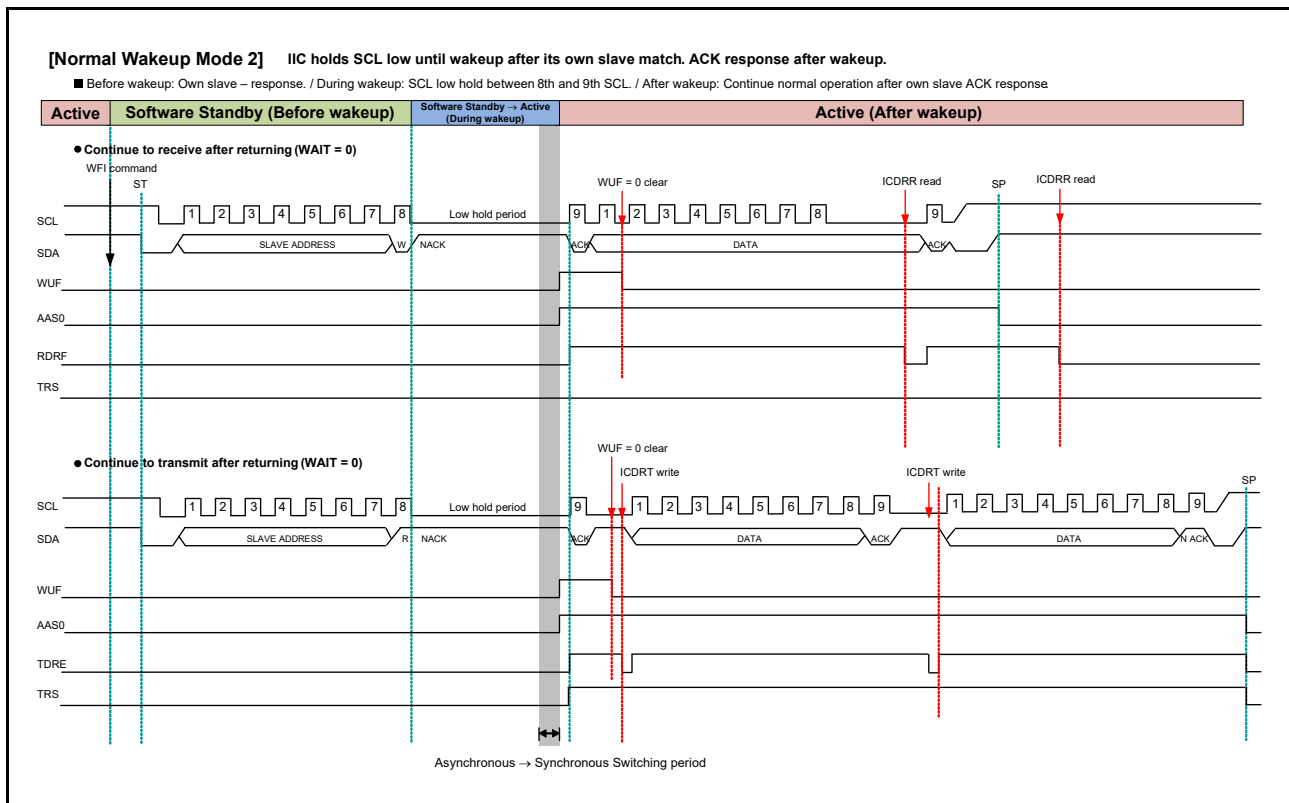 [Normal Wakeup Mode 2] IIC holds SCL low until wakeup after its own slave match. ACK response after wakeup.
■ Before wakeup: Own slave – response. / During wakeup: SCL low hold between 8th and 9th SCL. / After wakeup: Continue normal operation after own slave ACK response
Active
Software Standby (Before wakeup)
Software Standby → Active
(During wakeup)
Active (After wakeup)
● Continue to receive after returning (WAIT = 0)
WFI command
ST
WUF = 0 clear
ICDRR read
SP
ICDRR read
SCL 1 2 3 4 5 6 7 8 Low hold period 9 1 2 3 4 5 6 7 8 9
SDA SLAVE ADDRESS W NACK ACK DATA ACK
WUF
AAS0
RDRF
TRS
● Continue to transmit after returning (WAIT = 0)
WUF = 0 clear
ICDRT write
ICDRT write
SP
SCL 1 2 3 4 5 6 7 8 Low hold period 9 1 2 3 4 5 6 7 8 9 1 2 3 4 5 6 7 8 9
SDA SLAVE ADDRESS R NACK ACK DATA ACK DATA N ACK
WUF
AAS0
TDRE
TRS
Asynchronous → Synchronous Switching period